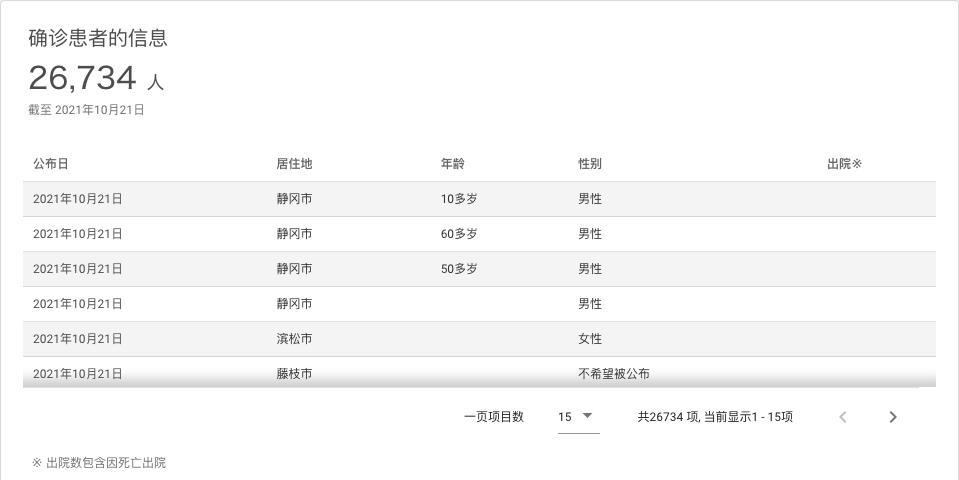 确诊患者的信息
26,734 人
截至 2021年10月21日
公布日 居住地 年龄 性别 出院※
2021年10月21日 静冈市 10多岁 男性
2021年10月21日 静冈市 60多岁 男性
2021年10月21日 静冈市 50多岁 男性
2021年10月21日 静冈市 男性
2021年10月21日 滨松市 女性
2021年10月21日 藤枝市 不希望被公布
一页项目数 15 共26734 项, 当前显示1 - 15项
※ 出院数包含因死亡出院